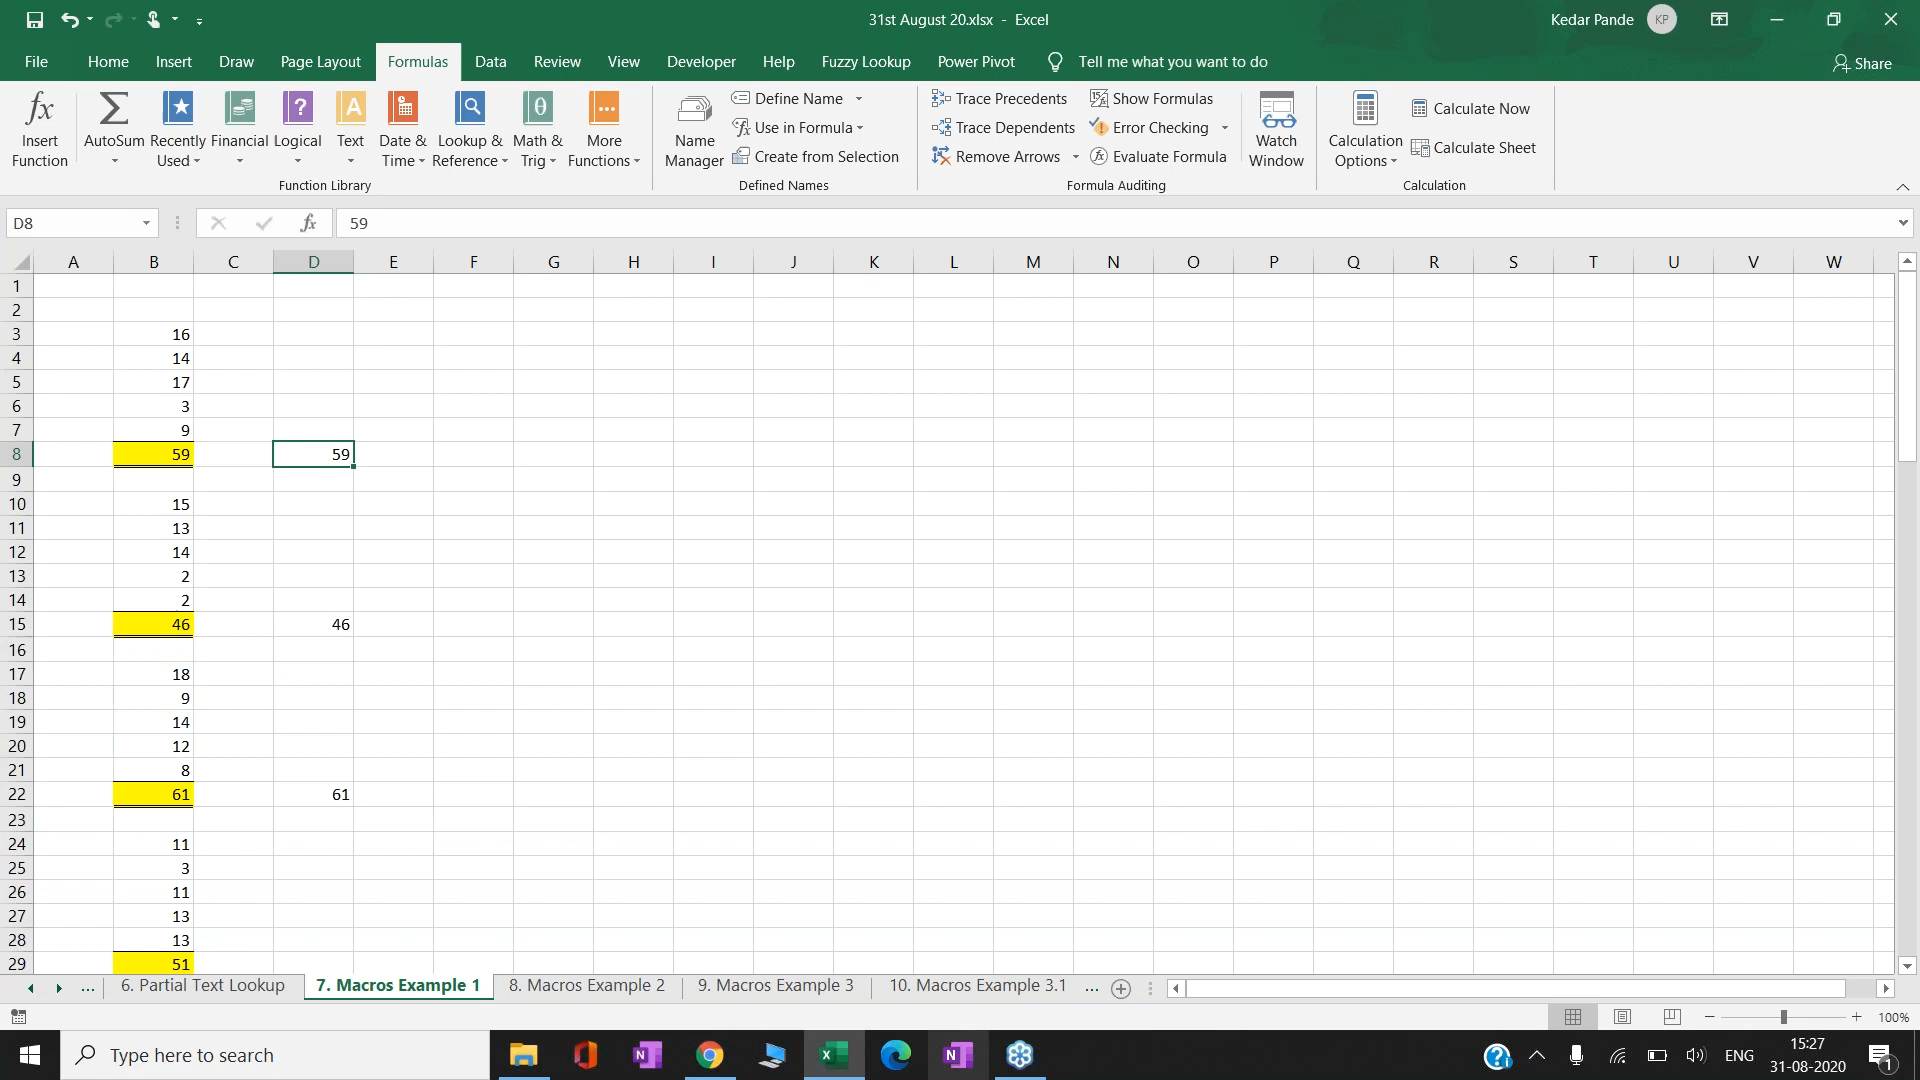 31st August 20.xlsx - Excel
Kedar Pande KP
File Home Insert Draw Page Layout Formulas Data Review View Developer Help Fuzzy Lookup Power Pivot Tell me what you want to do Share
Insert Function
AutoSum
Recently Used
Financial
Logical
Text
Date & Time
Lookup & Reference
Math & Trig
More Functions
Function Library
Name Manager
Define Name
Use in Formula
Create from Selection
Defined Names
Trace Precedents
Trace Dependents
Remove Arrows
Show Formulas
Error Checking
Evaluate Formula
Formula Auditing
Watch Window
Calculation Options
Calculate Now
Calculate Sheet
Calculation
D8 fx 59
A B C D E F G H I J K L M N O P Q R S T U V W
1
2
3 16
4 14
5 17
6 3
7 9
8 59 59
9
10 15
11 13
12 14
13 2
14 2
15 46 46
16
17 18
18 9
19 14
20 12
21 8
22 61 61
23
24 11
25 3
26 11
27 13
28 13
29 51
... 6. Partial Text Lookup 7. Macros Example 1 8. Macros Example 2 9. Macros Example 3 10. Macros Example 3.1 ...
100%
Type here to search
ENG
15:27
31-08-2020
1